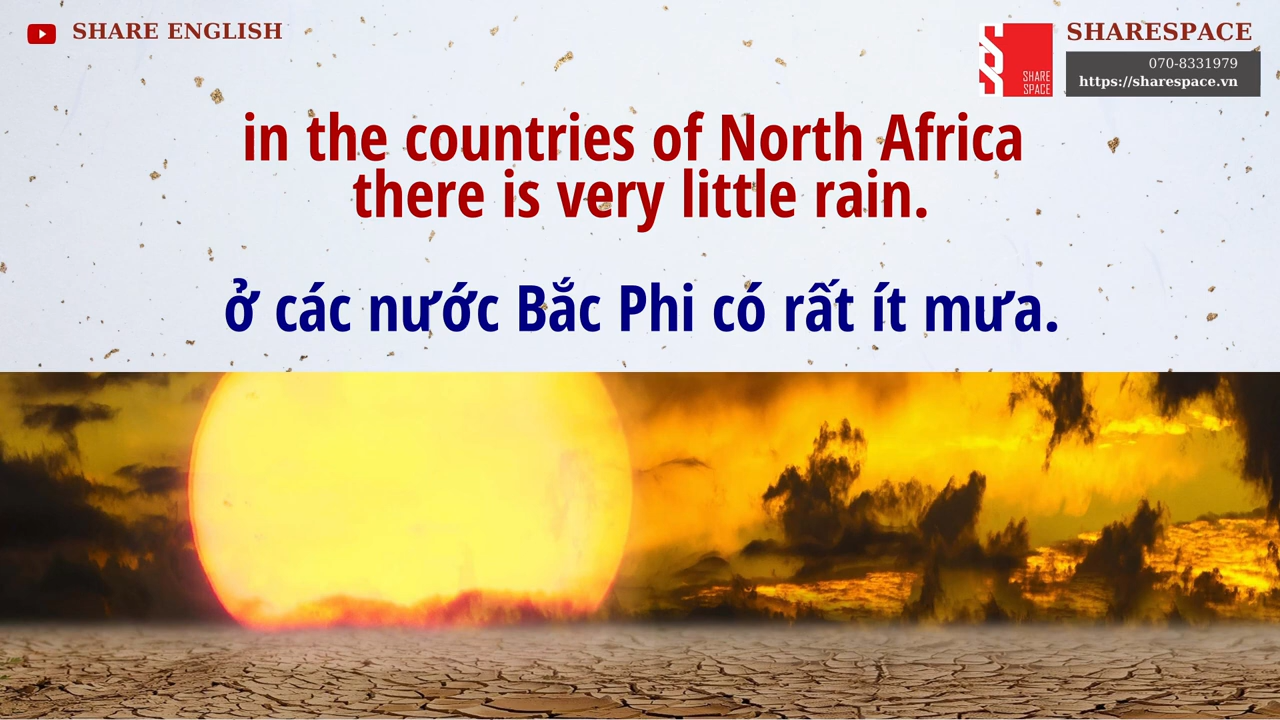 SHARE ENGLISH
SHARESPACE
070-8331979
https://sharespace.vn
SHARE
SPACE
in the countries of North Africa
there is very little rain.
ở các nước Bắc Phi có rất ít mưa.